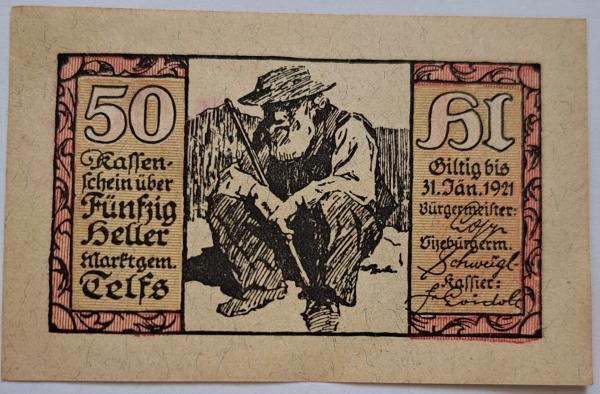 50
Kassen-
schein über
Fünfzig
Heller
Marktgem.
Telfs
Hl
Giltig bis
31. Jän. 1921
Bürgermeister:
Vizebürgerm.
Schweigl
Kassier: